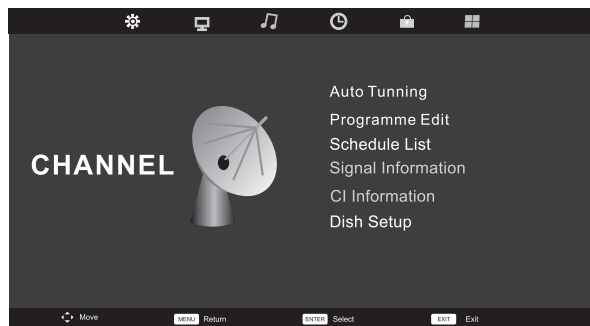 CHANNEL
Auto Tunning
Programme Edit
Schedule List
Signal Information
CI Information
Dish Setup
Move MENU Return ENTER Select EXIT Exit